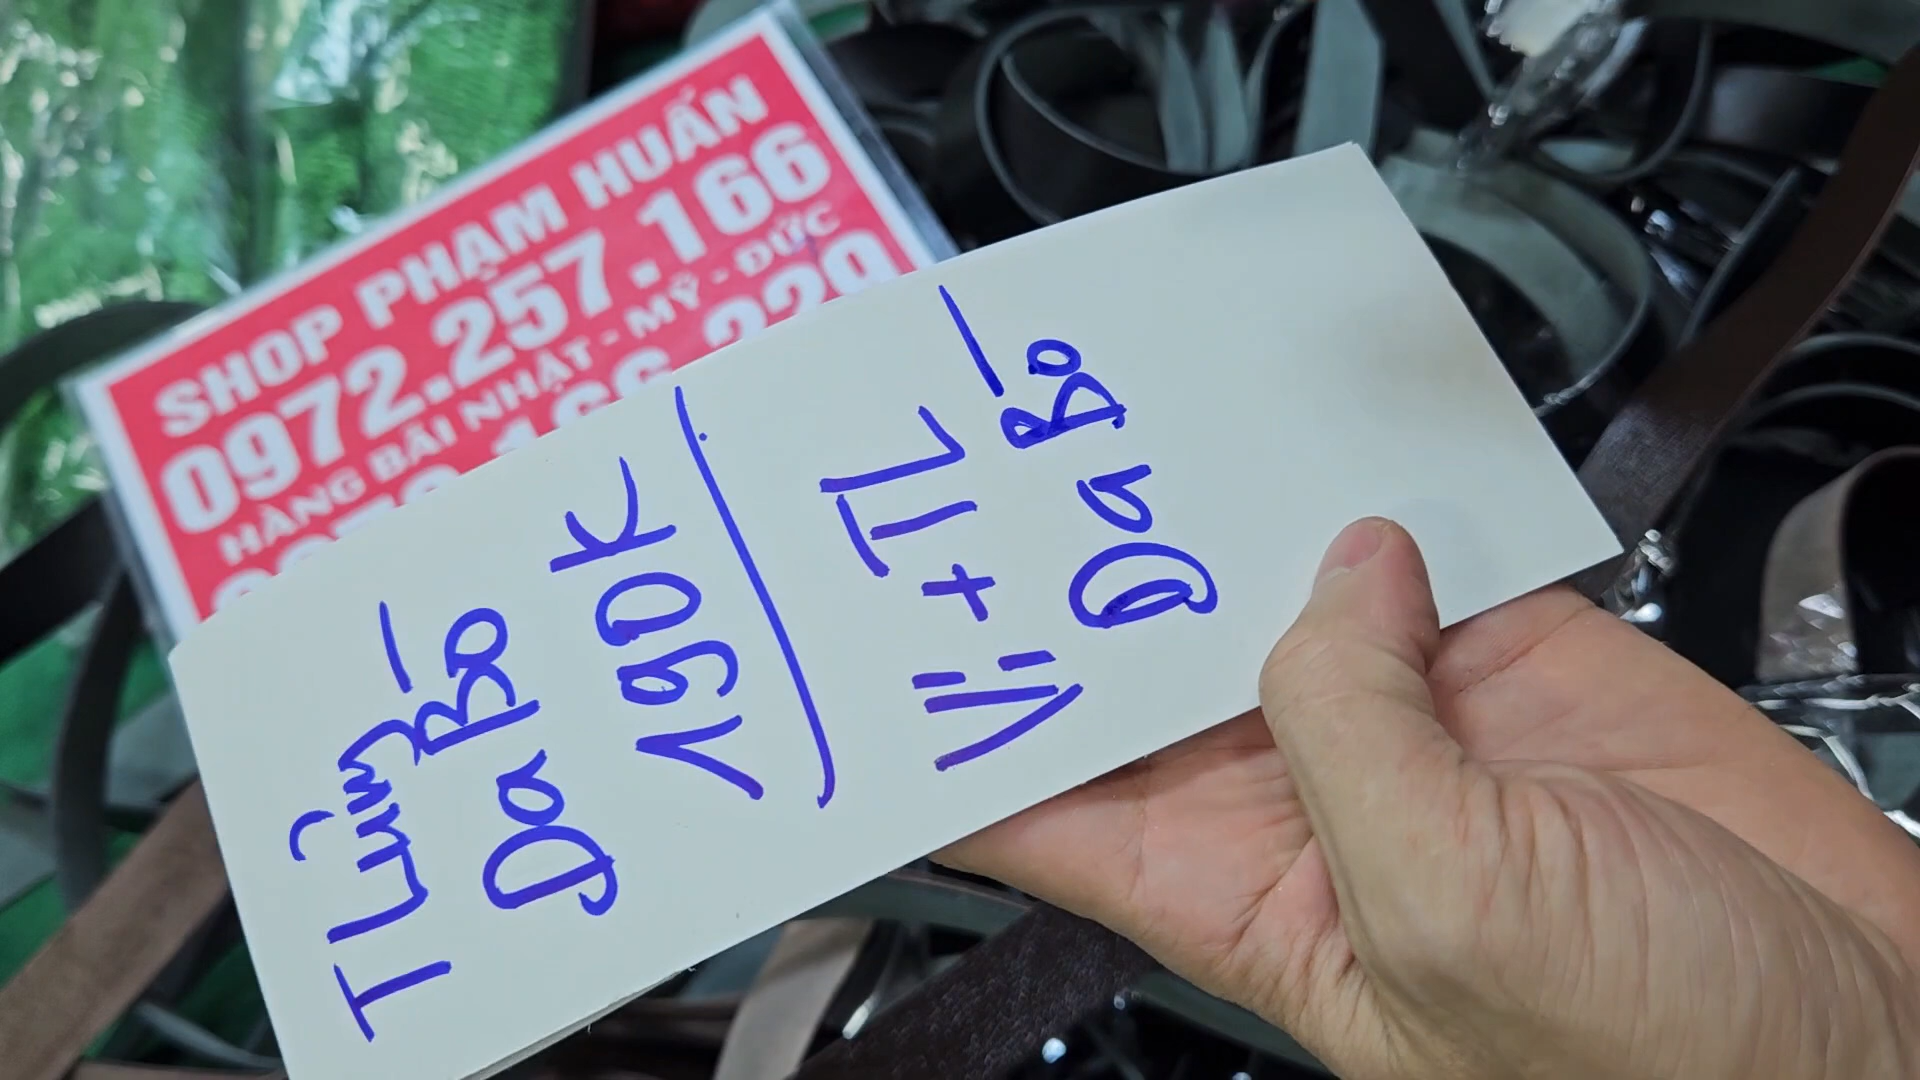 SHOP PHẠM HUẤN
0972.257.166
HÀNG BÃI NHẬT - MỸ - ĐỨC
229
T Lưng
Da Bò
190K
Ví + TL
Da Bò